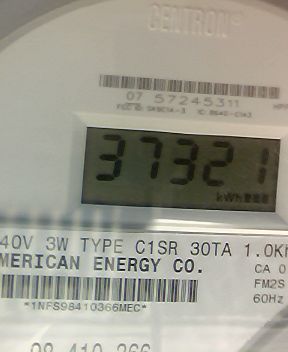 CENTRON®
07 57245311
37321
kWh
40V 3W TYPE C1SR 30TA 1.0Kh
MERICAN ENERGY CO.
CA 0
FM2S
60Hz
*1NFS98410366MEC*
98 410 366